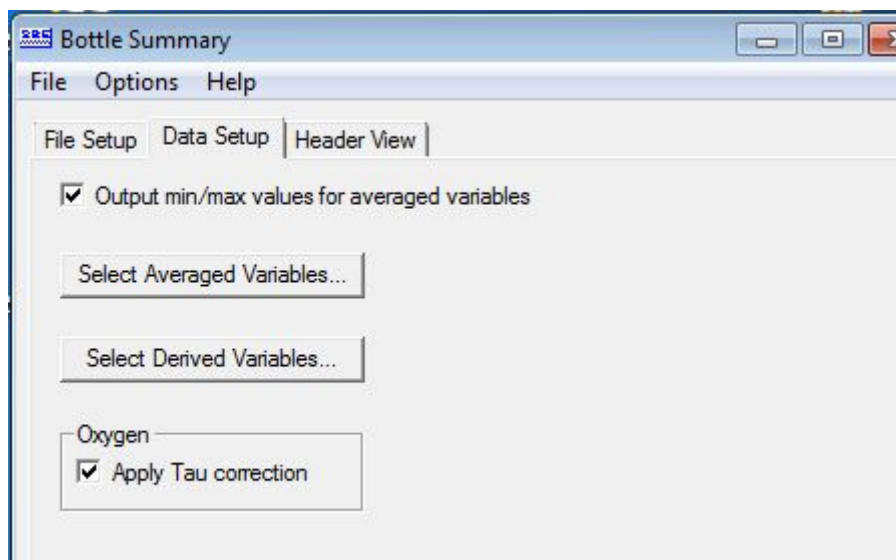 Bottle Summary
File Options Help
File Setup Data Setup Header View
Output min/max values for averaged variables
Select Averaged Variables...
Select Derived Variables...
Oxygen
Apply Tau correction